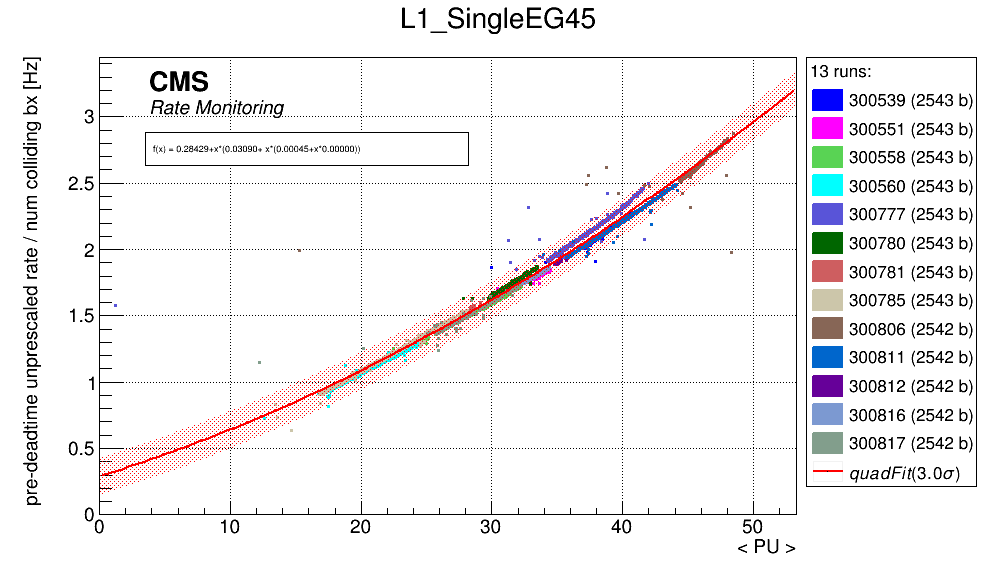 L1_SingleEG45
pre-deadtime unprescaled rate / num colliding bx [Hz]
CMS
Rate Monitoring
f(x) = 0.28429+x*(0.03090+ x*(0.00045+x*0.00000))
3
2.5
2
1.5
1
0.5
0
0 10 20 30 40 50
< PU >
13 runs:
300539 (2543 b)
300551 (2543 b)
300558 (2543 b)
300560 (2543 b)
300777 (2543 b)
300780 (2543 b)
300781 (2543 b)
300785 (2543 b)
300806 (2542 b)
300811 (2542 b)
300812 (2542 b)
300816 (2542 b)
300817 (2542 b)
quadFit(3.0σ)